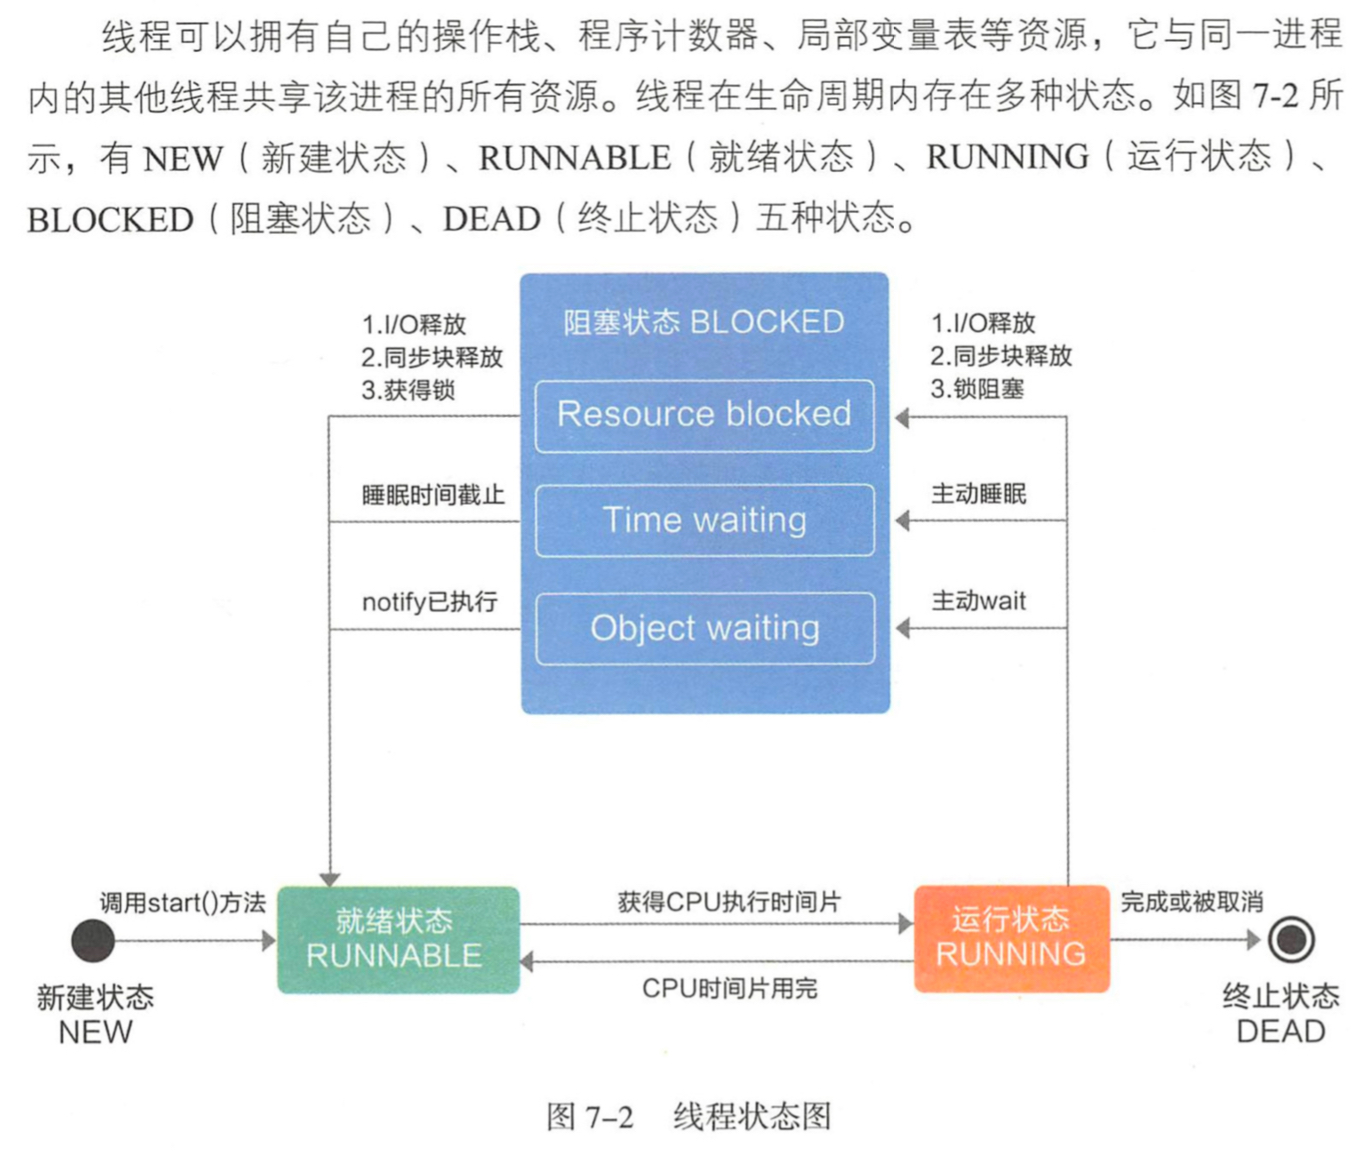 线程可以拥有自己的操作栈、程序计数器、局部变量表等资源，它与同一进程
内的其他线程共享该进程的所有资源。线程在生命周期内存在多种状态。如图 7-2 所
示，有 NEW（新建状态）、RUNNABLE（就绪状态）、RUNNING（运行状态）、
BLOCKED（阻塞状态）、DEAD（终止状态）五种状态。
1.I/O释放
2.同步块释放
3.获得锁
阻塞状态 BLOCKED
1.I/O释放
2.同步块释放
3.锁阻塞
Resource blocked
睡眠时间截止
Time waiting
主动睡眠
notify已执行
Object waiting
主动wait
调用start()方法
就绪状态
RUNNABLE
获得CPU执行时间片
CPU时间片用完
运行状态
RUNNING
完成或被取消
新建状态
NEW
终止状态
DEAD
图 7-2 线程状态图